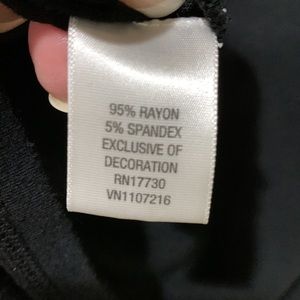 95% RAYON
5% SPANDEX
EXCLUSIVE OF
DECORATION
RN17730
VN1107216